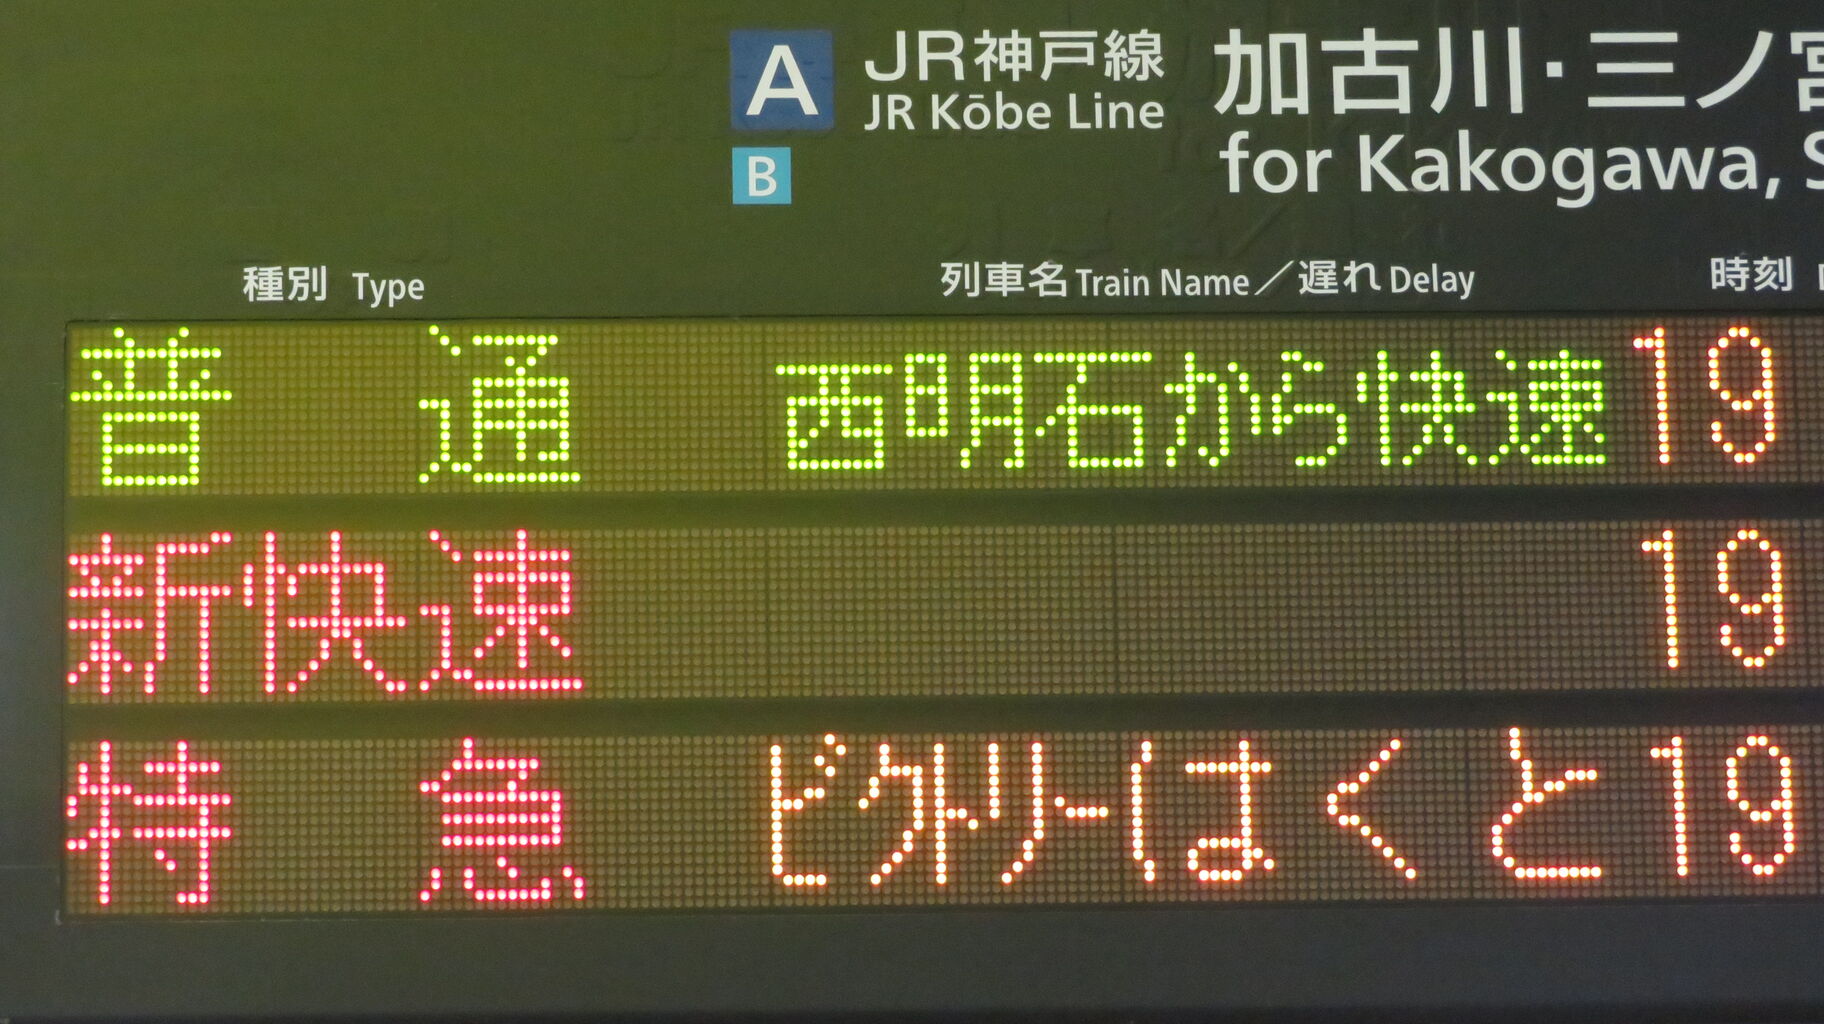 A JR神戸線 加古川・三ノ宮
JR Kōbe Line
B for Kakogawa, S
種別 Type 列車名 Train Name／遅れ Delay 時刻
普通 西明石から快速 19
新快速 19
特急 ビクトリーはくと 19